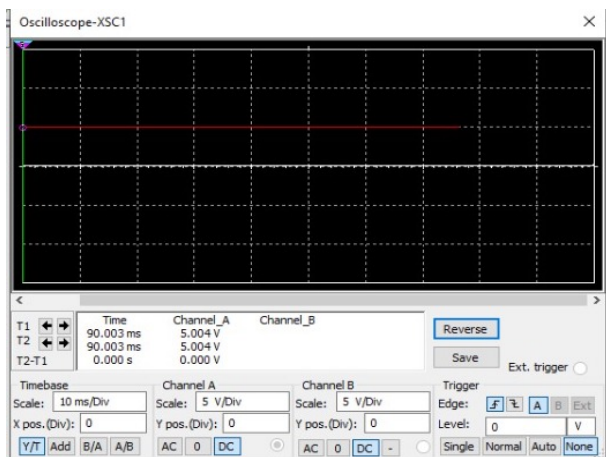 Oscilloscope-XSC1
Time Channel_A Channel_B
T1 90.003 ms 5.004 V
T2 90.003 ms 5.004 V
T2-T1 0.000 s 0.000 V
Reverse
Save
Ext. trigger
Timebase
Scale: 10 ms/Div
X pos.(Div): 0
Y/T Add B/A A/B
Channel A
Scale: 5 V/Div
Y pos.(Div): 0
AC 0 DC
Channel B
Scale: 5 V/Div
Y pos.(Div): 0
AC 0 DC -
Trigger
Edge: A B Ext
Level: 0 V
Single Normal Auto None